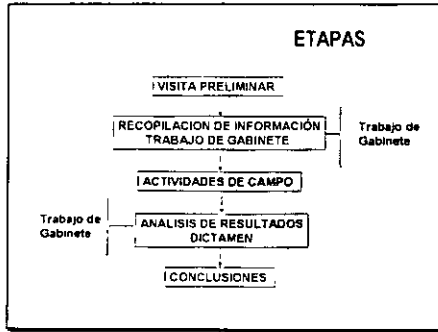 ETAPAS
VISITA PRELIMINAR
RECOPILACION DE INFORMACIÓN
TRABAJO DE GABINETE
Trabajo de
Gabinete
ACTIVIDADES DE CAMPO
Trabajo de
Gabinete
ANALISIS DE RESULTADOS
DICTAMEN
CONCLUSIONES